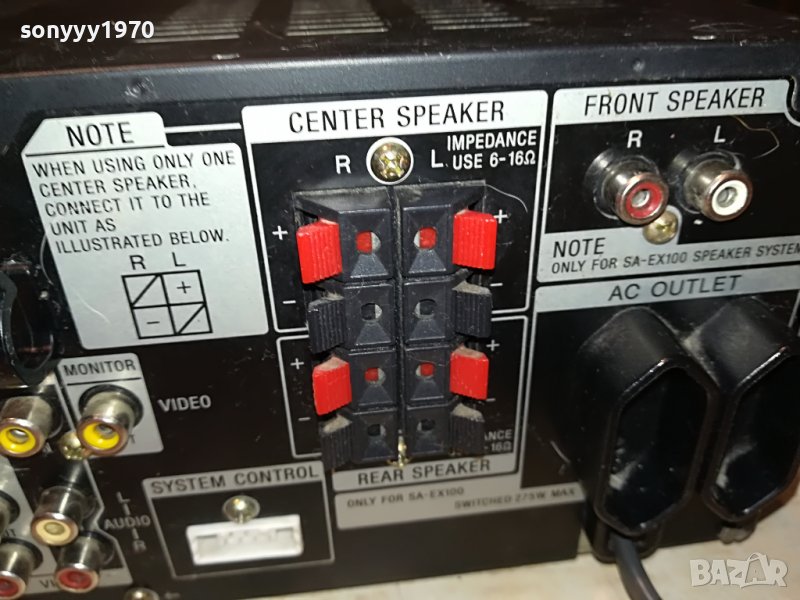 sonyyy1970
NOTE
WHEN USING ONLY ONE
CENTER SPEAKER,
CONNECT IT TO THE
UNIT AS
ILLUSTRATED BELOW.
R L
+
-
CENTER SPEAKER
R L
IMPEDANCE
USE 6-16Ω
+ +
- -
FRONT SPEAKER
R L
NOTE
ONLY FOR SA-EX100 SPEAKER SYSTEM
AC OUTLET
MONITOR
VIDEO
+ +
-
-16Ω
REAR SPEAKER
SYSTEM CONTROL
ONLY FOR SA-EX100
SWITCHED 275W MAX
L
AUDIO
R
BAZAR